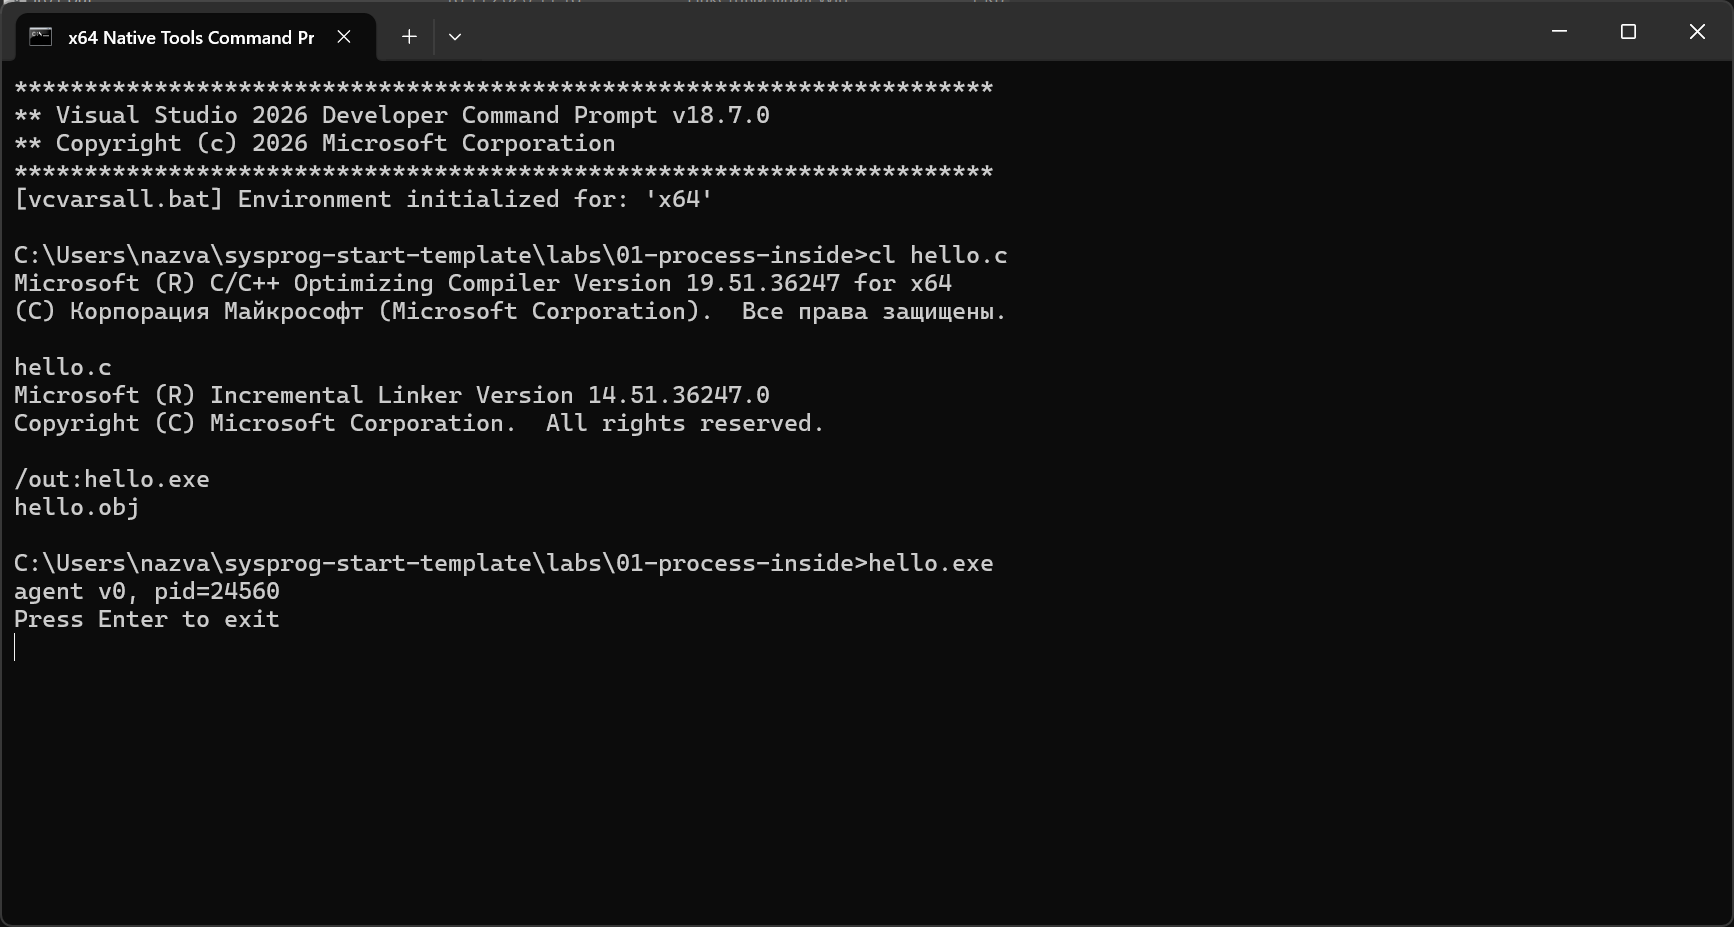 x64 Native Tools Command Pr
**********************************************************************
** Visual Studio 2026 Developer Command Prompt v18.7.0
** Copyright (c) 2026 Microsoft Corporation
**********************************************************************
[vcvarsall.bat] Environment initialized for: 'x64'
C:\Users\nazva\sysprog-start-template\labs\01-process-inside>cl hello.c
Microsoft (R) C/C++ Optimizing Compiler Version 19.51.36247 for x64
(C) Корпорация Майкрософт (Microsoft Corporation).  Все права защищены.
hello.c
Microsoft (R) Incremental Linker Version 14.51.36247.0
Copyright (C) Microsoft Corporation.  All rights reserved.
/out:hello.exe
hello.obj
C:\Users\nazva\sysprog-start-template\labs\01-process-inside>hello.exe
agent v0, pid=24560
Press Enter to exit